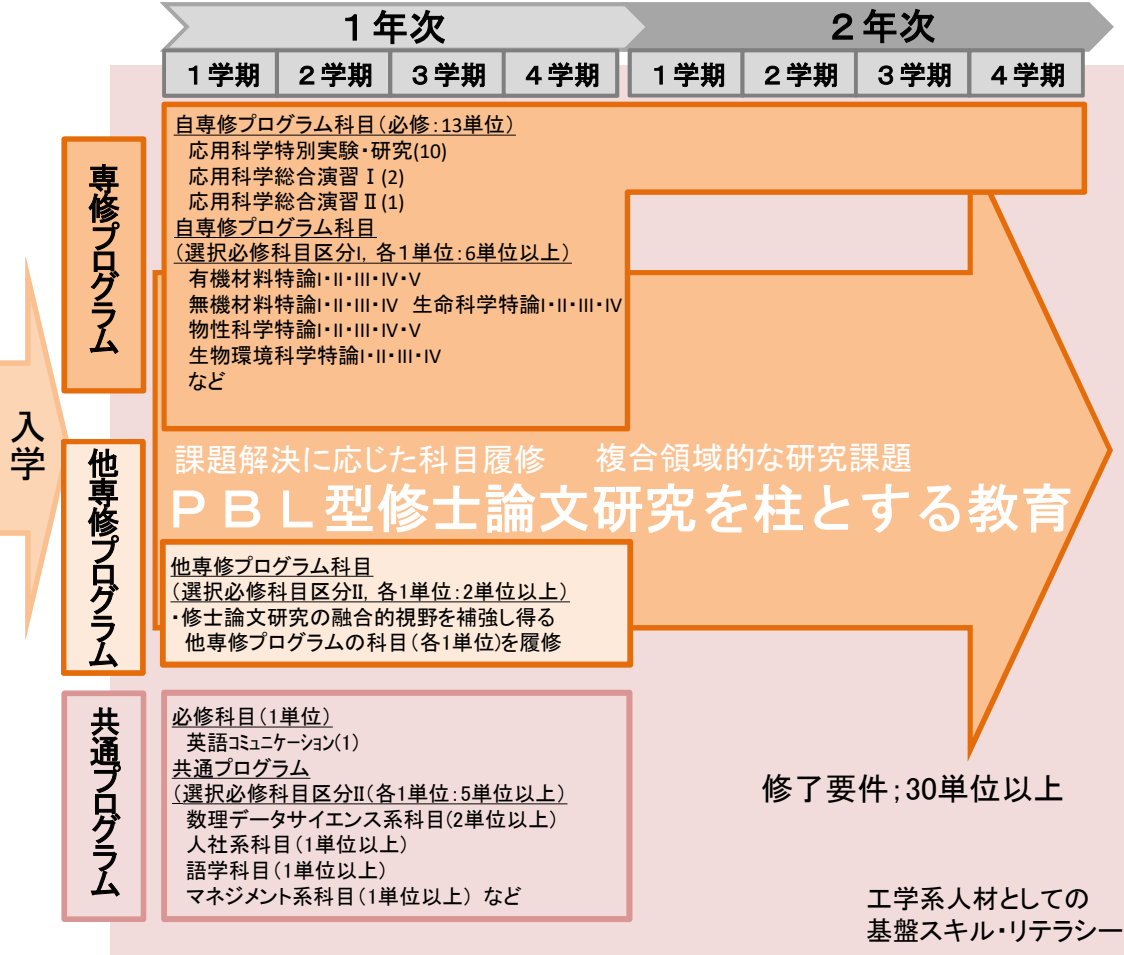 1年次
2年次
1学期
2学期
3学期
4学期
1学期
2学期
3学期
4学期
入学
専修プログラム
自専修プログラム科目(必修:13単位)
応用科学特別実験・研究(10)
応用科学総合演習Ⅰ(2)
応用科学総合演習Ⅱ(1)
自専修プログラム科目
(選択必修科目区分I, 各1単位:6単位以上)
有機材料特論I・II・III・IV・V
無機材料特論I・II・III・IV 生命科学特論I・II・III・IV
物性科学特論I・II・III・IV・V
生物環境科学特論I・II・III・IV
など
課題解決に応じた科目履修 複合領域的な研究課題
PBL型修士論文研究を柱とする教育
他専修プログラム
他専修プログラム科目
(選択必修科目区分II, 各1単位:2単位以上)
・修士論文研究の融合的視野を補強し得る
他専修プログラムの科目(各1単位)を履修
共通プログラム
必修科目(1単位)
英語コミュニケーション(1)
共通プログラム
(選択必修科目区分II(各1単位:5単位以上)
数理データサイエンス系科目(2単位以上)
人社系科目(1単位以上)
語学科目(1単位以上)
マネジメント系科目(1単位以上) など
修了要件;30単位以上
工学系人材としての
基盤スキル・リテラシー